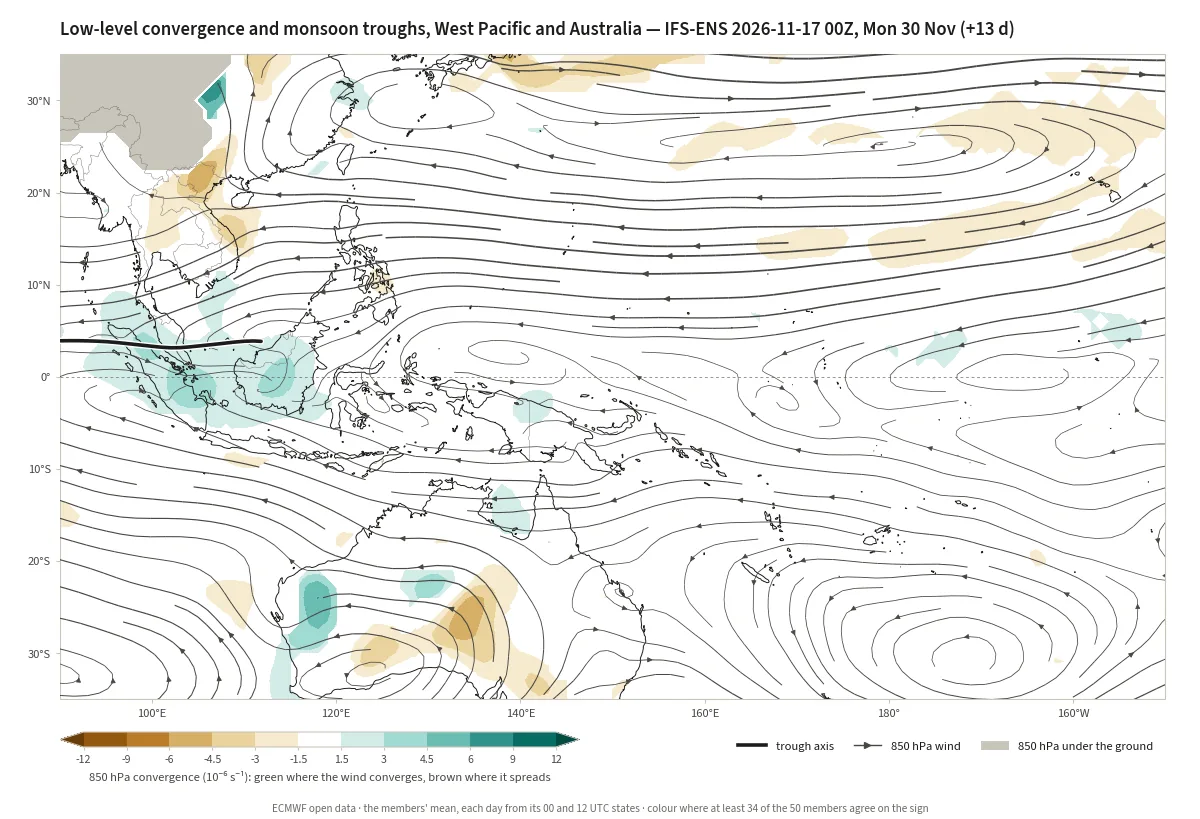 Low-level convergence and monsoon troughs, West Pacific and Australia — IFS-ENS 2026-11-17 00Z, Mon 30 Nov (+13 d)
30°N
20°N
10°N
0°
10°S
20°S
30°S
100°E 120°E 140°E 160°E 180° 160°W
-12 -9 -6 -4.5 -3 -1.5 1.5 3 4.5 6 9 12
850 hPa convergence (10⁻⁶ s⁻¹): green where the wind converges, brown where it spreads
trough axis 850 hPa wind 850 hPa under the ground
ECMWF open data · the members' mean, each day from its 00 and 12 UTC states · colour where at least 34 of the 50 members agree on the sign